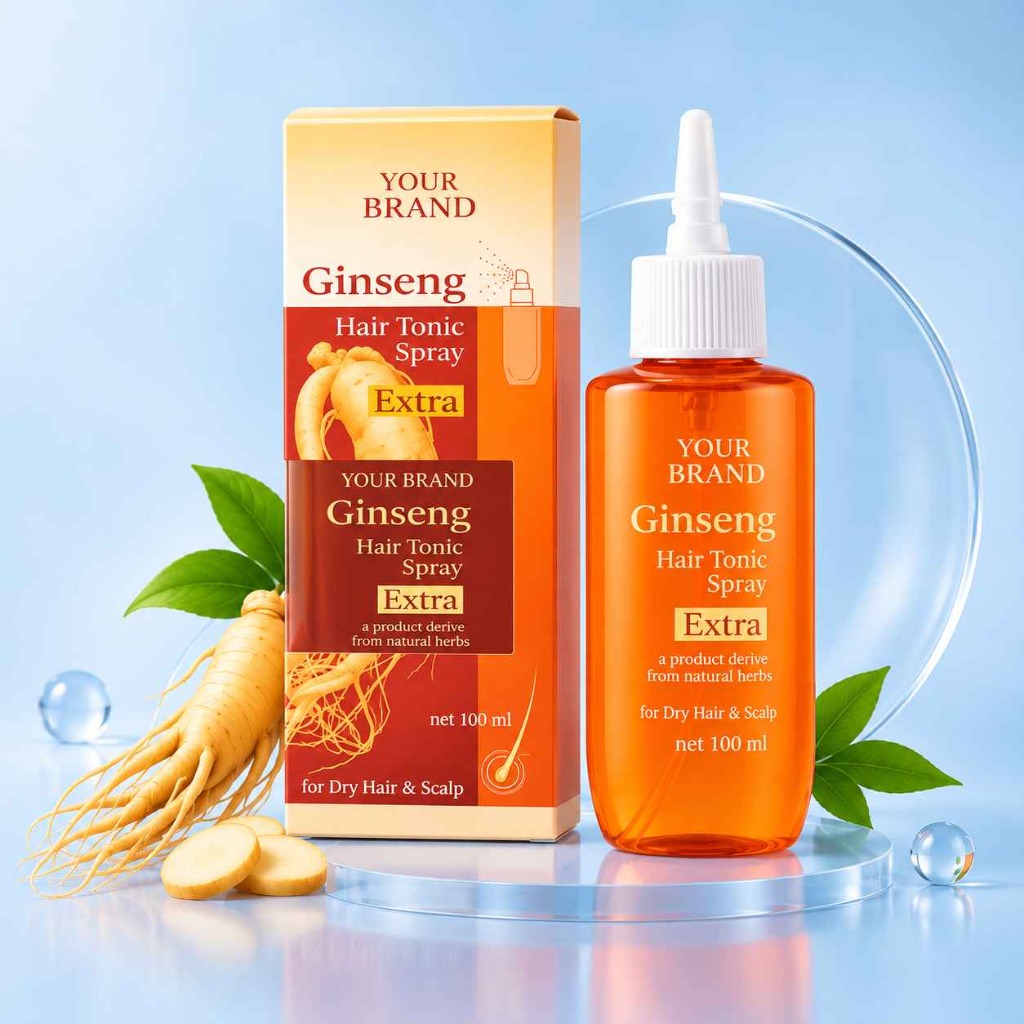 YOUR
BRAND
Ginseng
Hair Tonic
Spray
Extra
YOUR BRAND
Ginseng
Hair Tonic
Spray
Extra
a product derive
from natural herbs
net 100 ml
for Dry Hair & Scalp
YOUR
BRAND
Ginseng
Hair Tonic
Spray
Extra
a product derive
from natural herbs
for Dry Hair & Scalp
net 100 ml